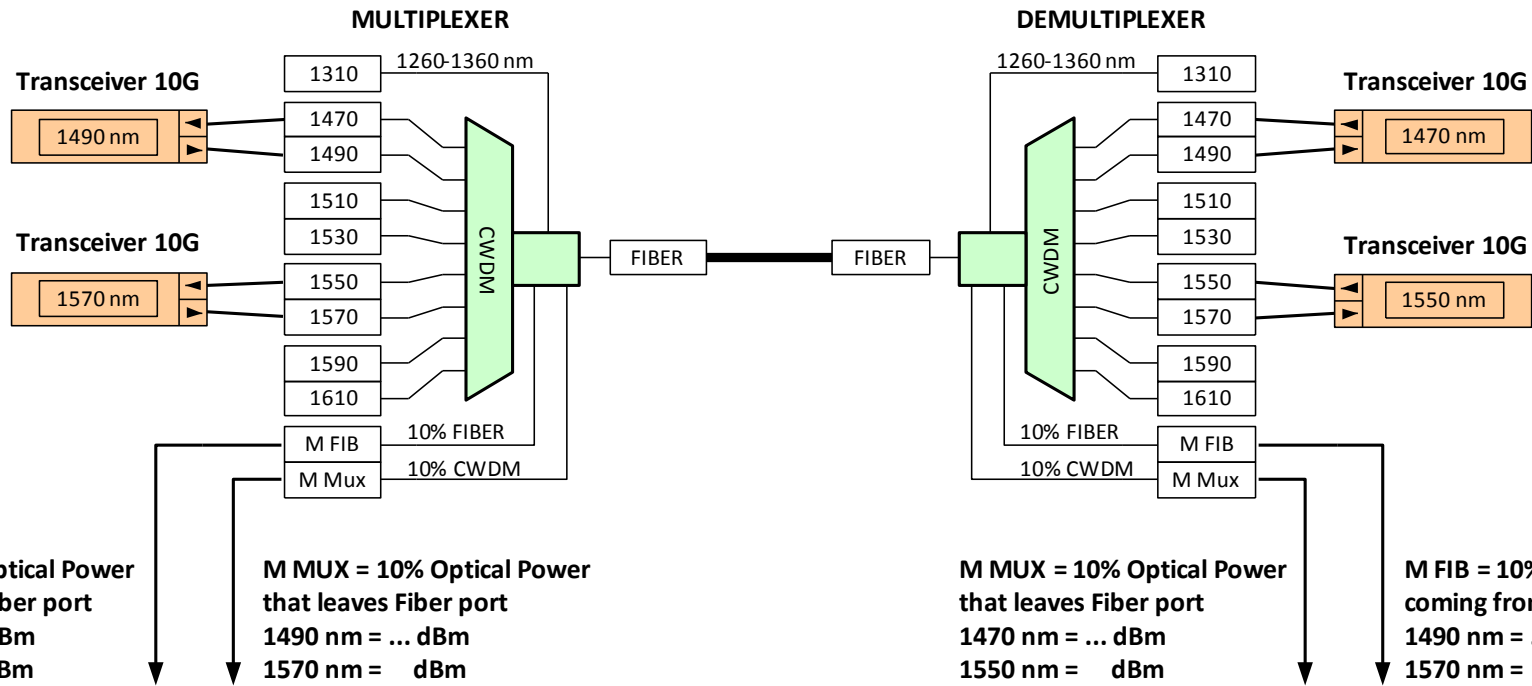 MULTIPLEXER
DEMULTIPLEXER
1260-1360 nm
1310
Transceiver 10G
1490 nm
1470
1490
1510
1530
Transceiver 10G
1570 nm
1550
1570
1590
1610
CWDM
M FIB
10% FIBER
M Mux
10% CWDM
FIBER
FIBER
1260-1360 nm
1310
Transceiver 10G
1470 nm
1470
1490
1510
1530
Transceiver 10G
1550 nm
1550
1570
1590
1610
CWDM
10% FIBER
M FIB
10% CWDM
M Mux
Optical Power
port
M MUX = 10% Optical Power
that leaves Fiber port
1490 nm = ... dBm
1570 nm = dBm
M MUX = 10% Optical Power
that leaves Fiber port
1470 nm = ... dBm
1550 nm = dBm
M FIB = 10%
coming from
1490 nm =
1570 nm =